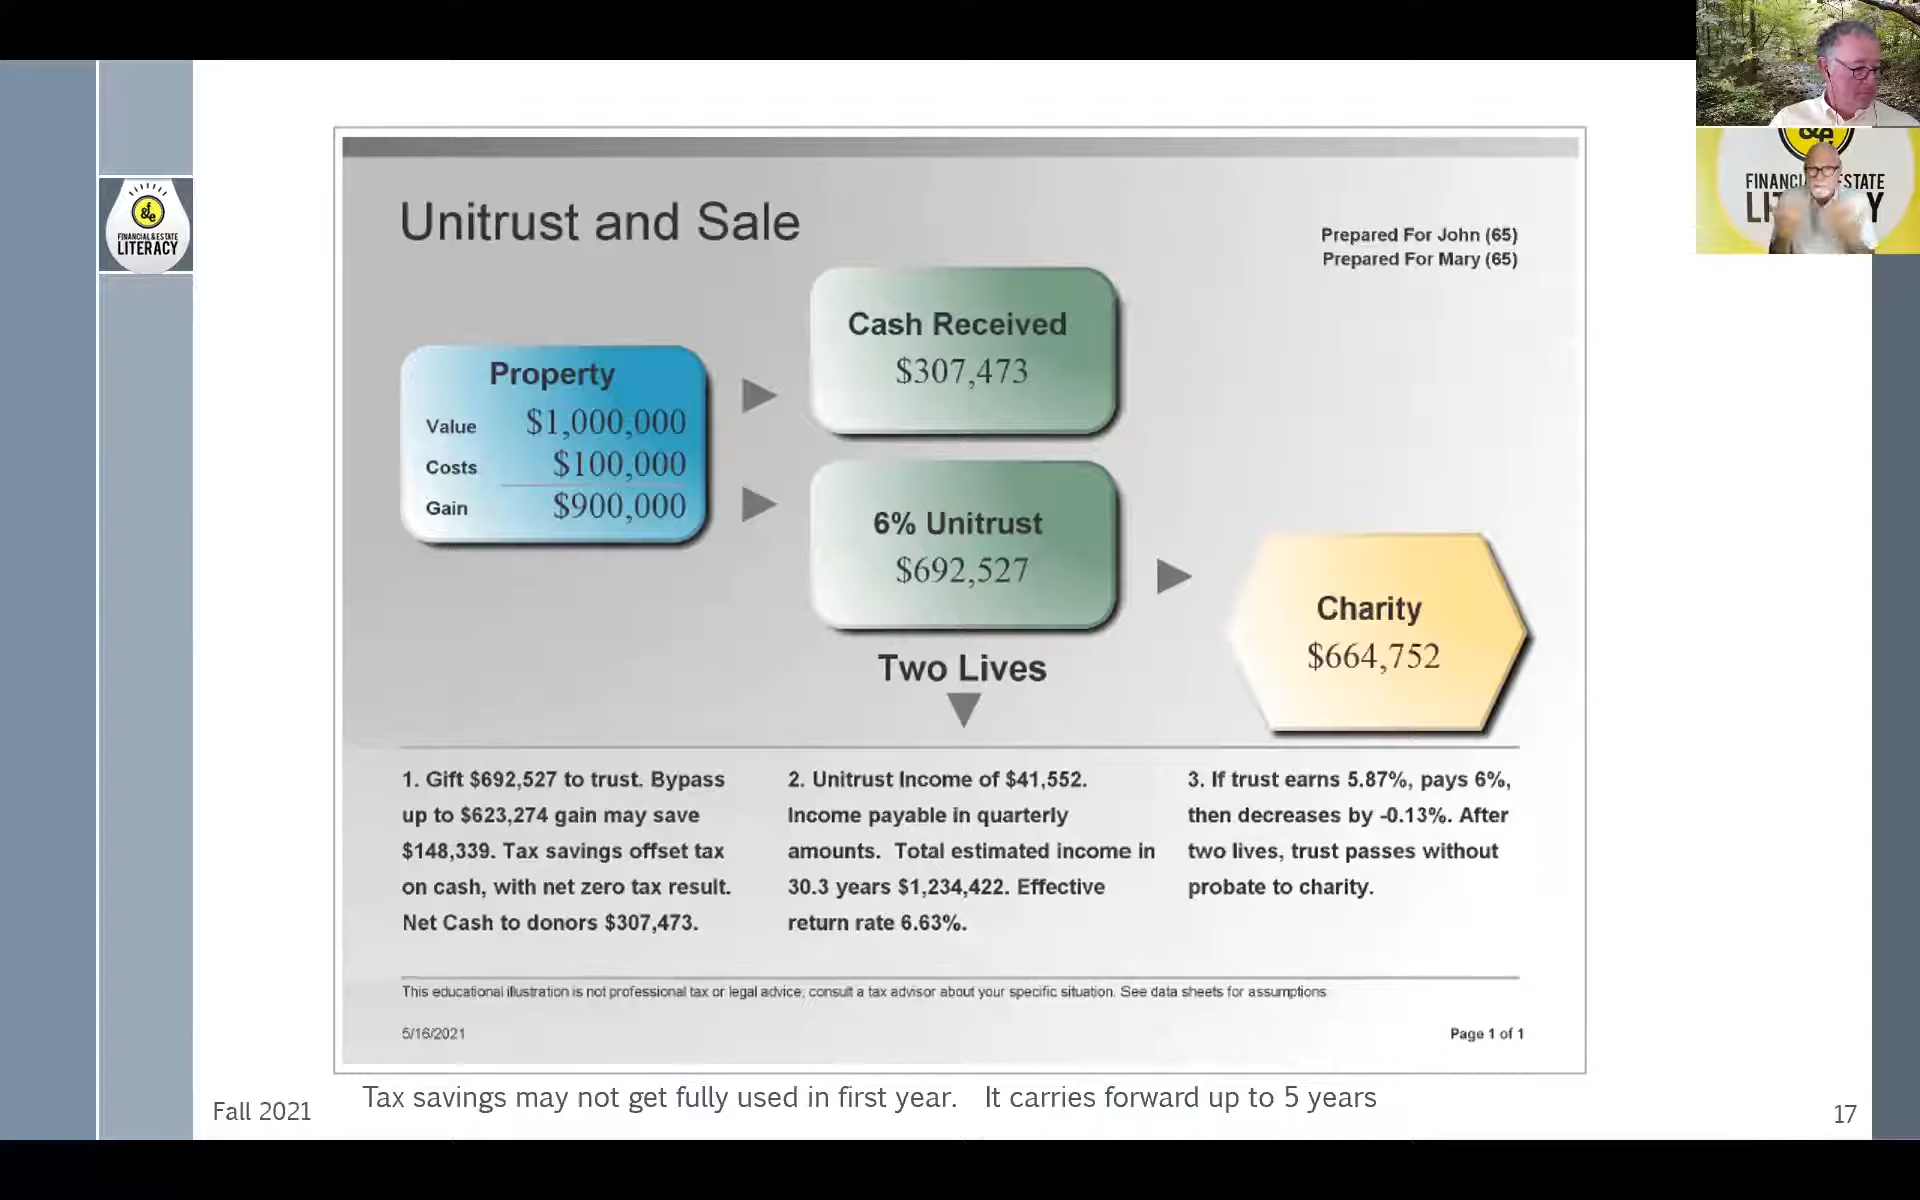 Unitrust and Sale
Prepared For John (65)
Prepared For Mary (65)
Property
Value $1,000,000
Costs $100,000
Gain $900,000
Cash Received
$307,473
6% Unitrust
$692,527
Two Lives
Charity
$664,752
1. Gift $692,527 to trust. Bypass
up to $623,274 gain may save
$148,339. Tax savings offset tax
on cash, with net zero tax result.
Net Cash to donors $307,473.
2. Unitrust Income of $41,552.
Income payable in quarterly
amounts. Total estimated income in
30.3 years $1,234,422. Effective
return rate 6.63%.
3. If trust earns 5.87%, pays 6%,
then decreases by -0.13%. After
two lives, trust passes without
probate to charity.
This educational illustration is not professional tax or legal advice; consult a tax advisor about your specific situation. See data sheets for assumptions
5/16/2021
Page 1 of 1
Tax savings may not get fully used in first year. It carries forward up to 5 years
Fall 2021
17
f&e
FINANCIAL & ESTATE
LITERACY
&e
FINANCI STATE
LI Y